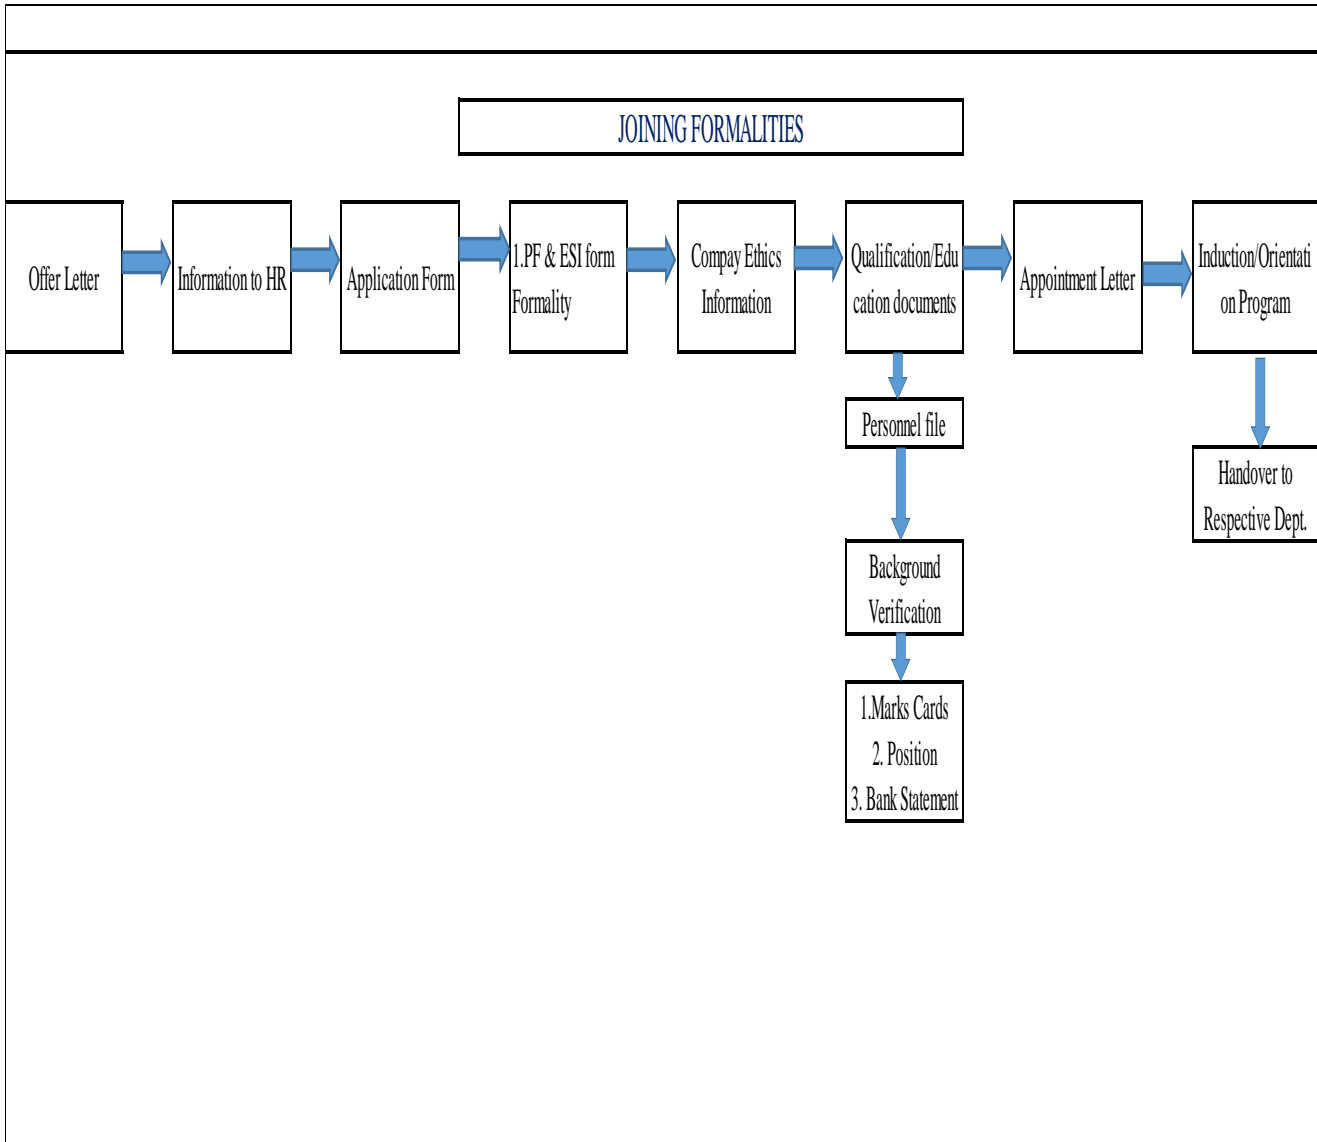 JOINING FORMALITIES
Offer Letter
Information to HR
Application Form
1.PF & ESI form
Formality
Compay Ethics
Information
Qualification/Edu
cation documents
Appointment Letter
Induction/Orientati
on Program
Personnel file
Handover to
Respective Dept.
Background
Verification
1.Marks Cards
2. Position
3. Bank Statement